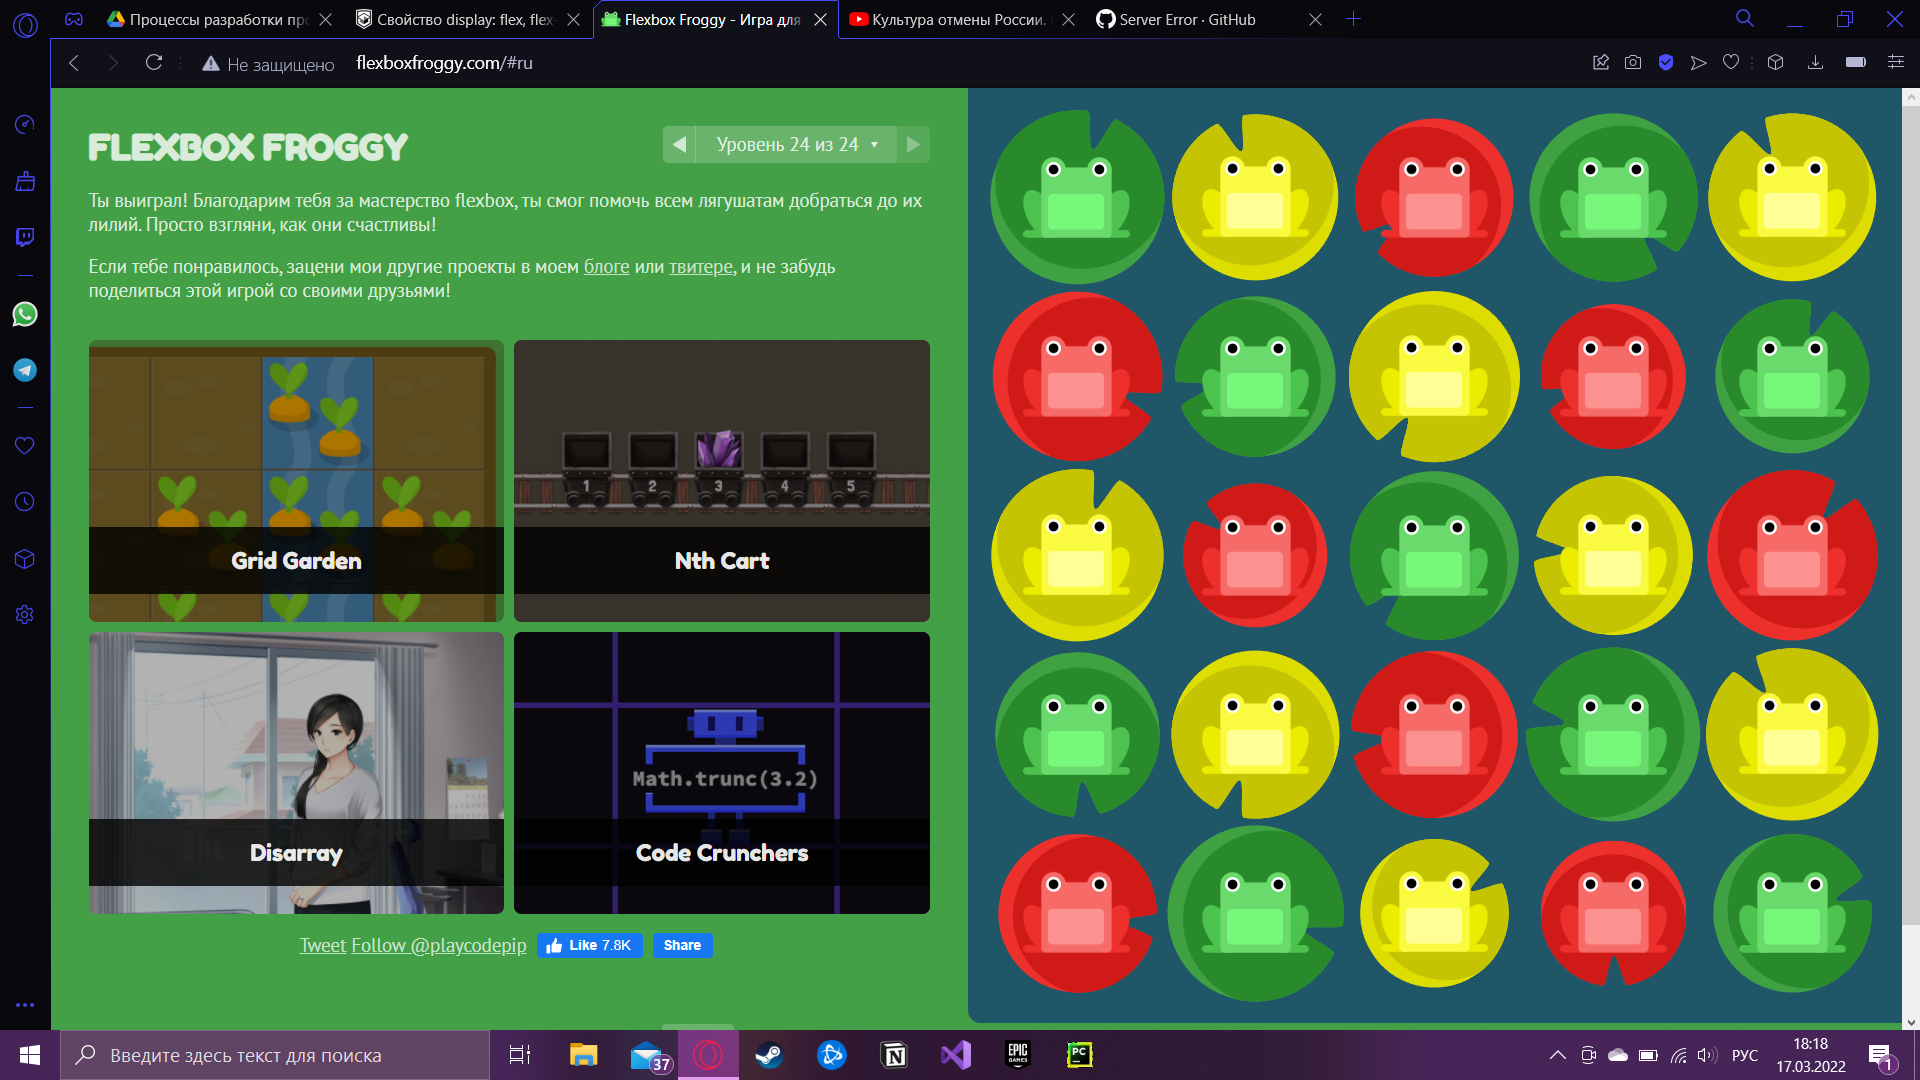 Процессы разработки пр
Свойство display: flex, flex-
Flexbox Froggy - Игра для
Культура отмены России.
Server Error · GitHub
Не защищено
flexboxfroggy.com/#ru
FLEXBOX FROGGY
Уровень 24 из 24
Ты выиграл! Благодарим тебя за мастерство flexbox, ты смог помочь всем лягушатам добраться до их
лилий. Просто взгляни, как они счастливы!
Если тебе понравилось, зацени мои другие проекты в моем блоге или твитере, и не забудь
поделиться этой игрой со своими друзьями!
1 2 3 4 5
Grid Garden
Nth Cart
Math.trunc(3.2)
Disarray
Code Crunchers
Tweet Follow @playcodepip
Like 7.8K
Share
Введите здесь текст для поиска
37
N
EPIC
GAMES
PC
РУС
18:18
17.03.2022
1